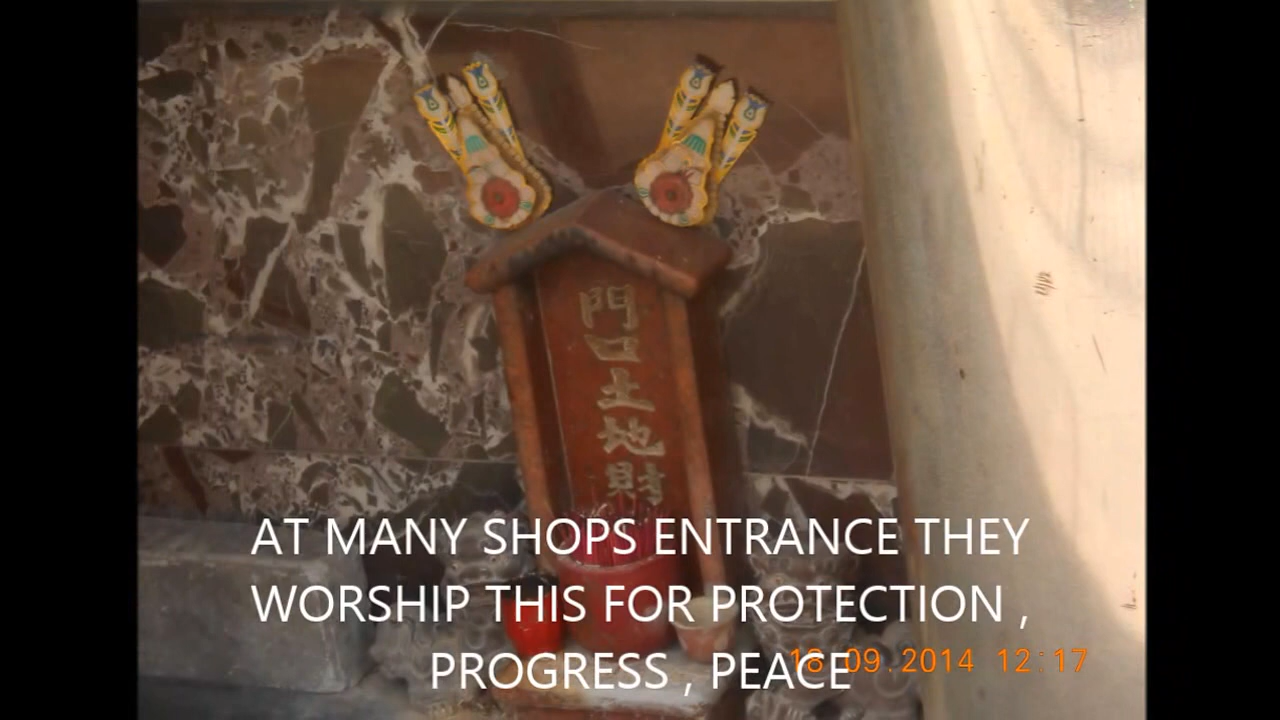 門口土地財
AT MANY SHOPS ENTRANCE THEY
WORSHIP THIS FOR PROTECTION ,
PROGRESS , PEACE
18.09.2014 12:17